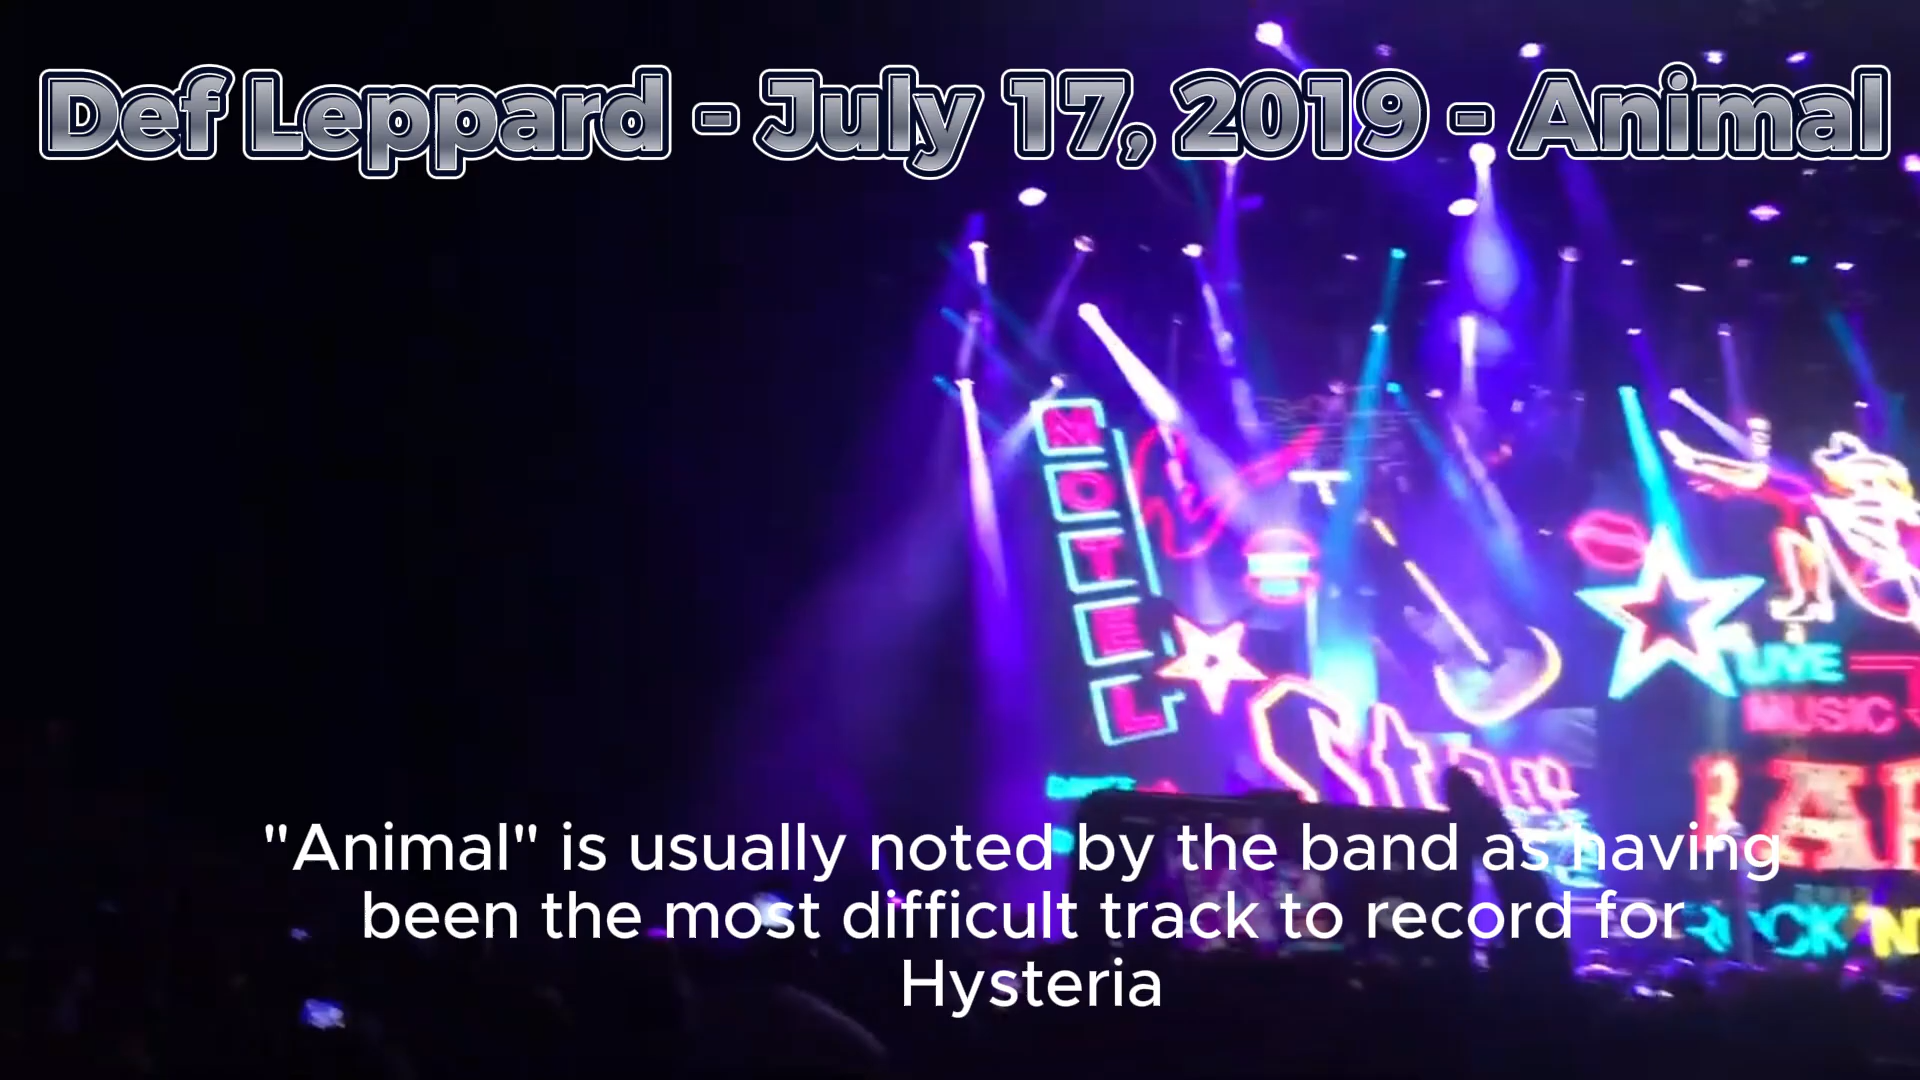 Def Leppard - July 17, 2019 - Animal
MOTEL
LIVE
MUSIC
"Animal" is usually noted by the band as having
been the most difficult track to record for
Hysteria